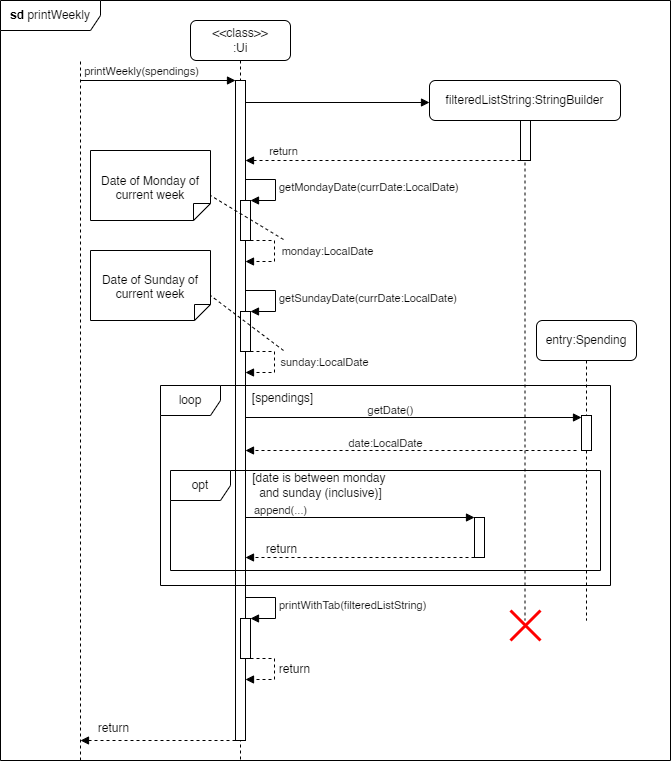 sd printWeekly
<<class>>
:Ui
printWeekly(spendings)
filteredListString:StringBuilder
return
Date of Monday of
current week
getMondayDate(currDate:LocalDate)
monday:LocalDate
Date of Sunday of
current week
getSundayDate(currDate:LocalDate)
entry:Spending
sunday:LocalDate
loop
[spendings]
getDate()
date:LocalDate
opt
[date is between monday
and sunday (inclusive)]
append(...)
return
printWithTab(filteredListString)
return
return